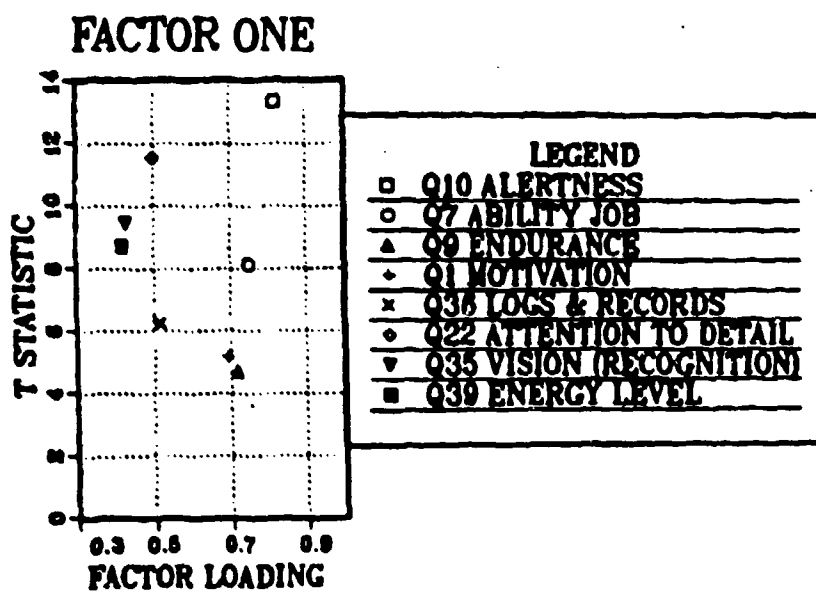 FACTOR ONE
T STATISTIC
14
12
10
8
6
4
2
0
0.3 0.5 0.7 0.9
FACTOR LOADING
LEGEND
Q10 ALERTNESS
Q7 ABILITY JOB
Q9 ENDURANCE
Q1 MOTIVATION
Q36 LOGS & RECORDS
Q22 ATTENTION TO DETAIL
Q35 VISION (RECOGNITION)
Q39 ENERGY LEVEL